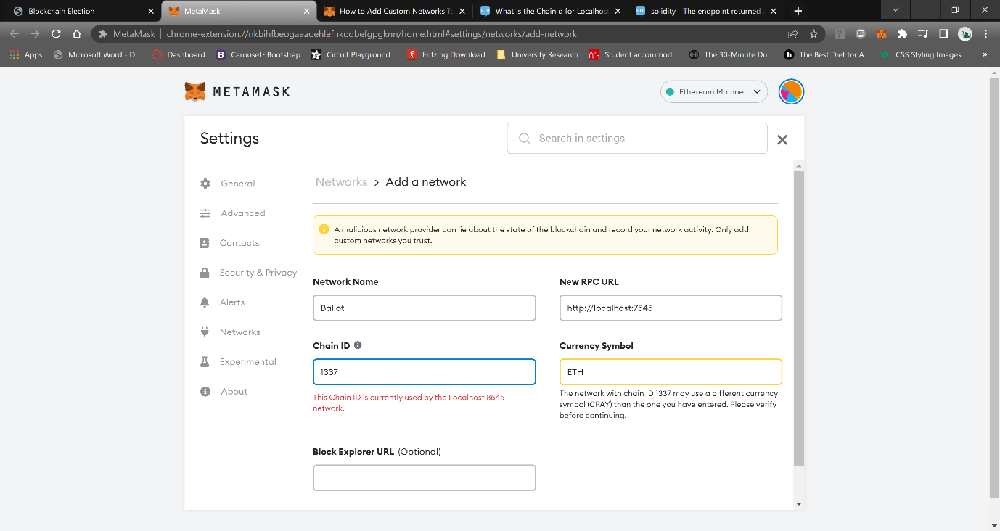 Blockchain Election
MetaMask
How to Add Custom Networks To
What is the ChainId for Localhost
solidity - The endpoint returned
MetaMask | chrome-extension://nkbihfbeogaeaoehlefnkodbefgpgknn/home.html#settings/networks/add-network
Apps
Microsoft Word - D...
Dashboard
Carousel · Bootstrap
Circuit Playground...
Fritzing Download
University Research
Student accommod...
The 30-Minute Du...
The Best Diet for A...
CSS Styling Images
»
METAMASK
Ethereum Mainnet
Settings
Search in settings
General
Advanced
Contacts
Security & Privacy
Alerts
Networks
Experimental
About
Networks > Add a network
A malicious network provider can lie about the state of the blockchain and record your network activity. Only add
custom networks you trust.
Network Name
Ballot
New RPC URL
http://localhost:7545
Chain ID
1337
This Chain ID is currently used by the Localhost 8545
network.
Currency Symbol
ETH
The network with chain ID 1337 may use a different currency
symbol (CPAY) than the one you have entered. Please verify
before continuing.
Block Explorer URL (Optional)